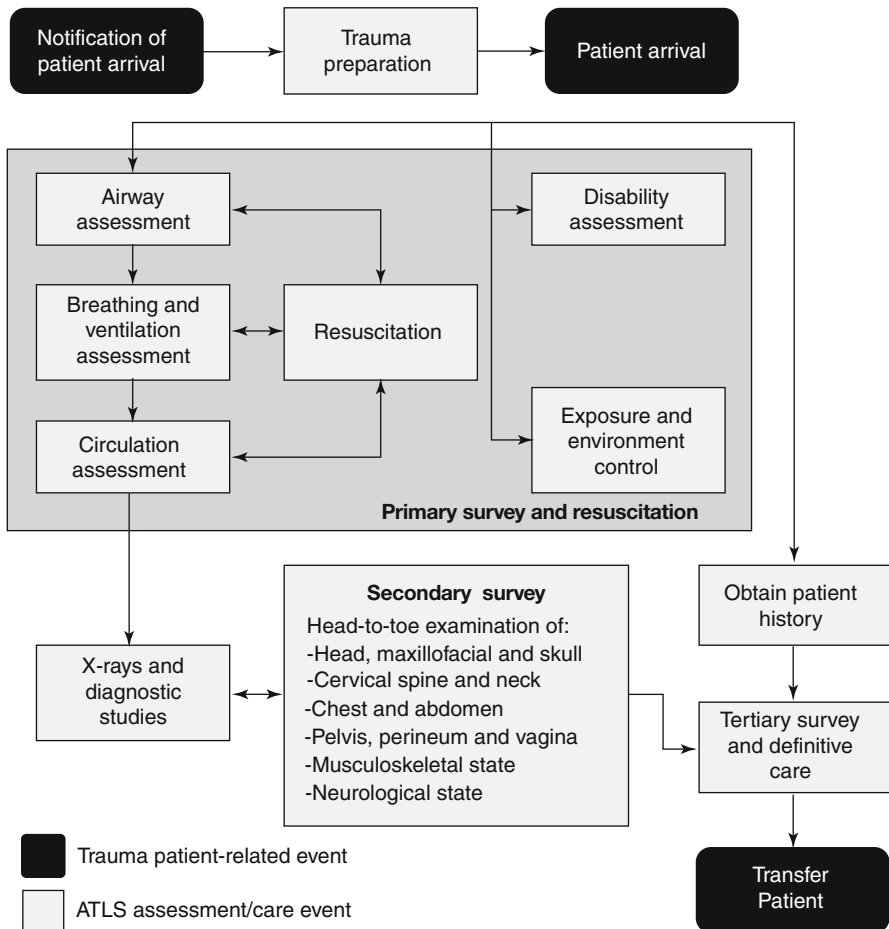 Notification of
patient arrival
Trauma
preparation
Patient arrival
Airway
assessment
Disability
assessment
Breathing and
ventilation
assessment
Resuscitation
Circulation
assessment
Exposure and
environment
control
Primary survey and resuscitation
X-rays and
diagnostic
studies
Secondary survey
Head-to-toe examination of:
-Head, maxillofacial and skull
-Cervical spine and neck
-Chest and abdomen
-Pelvis, perineum and vagina
-Musculoskeletal state
-Neurological state
Obtain patient
history
Tertiary survey
and definitive
care
Transfer
Patient
Trauma patient-related event
ATLS assessment/care event